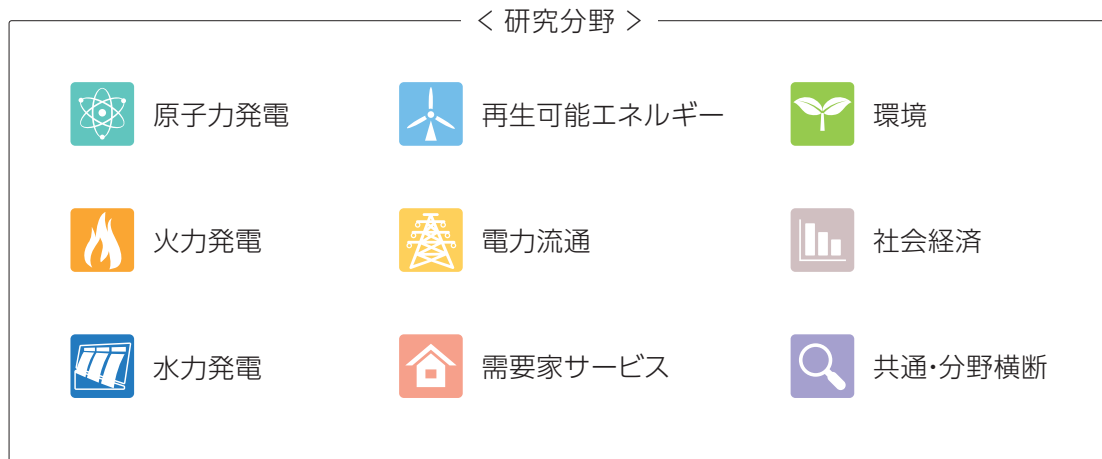 ＜ 研究分野 ＞
原子力発電
再生可能エネルギー
環境
火力発電
電力流通
社会経済
水力発電
需要家サービス
共通・分野横断